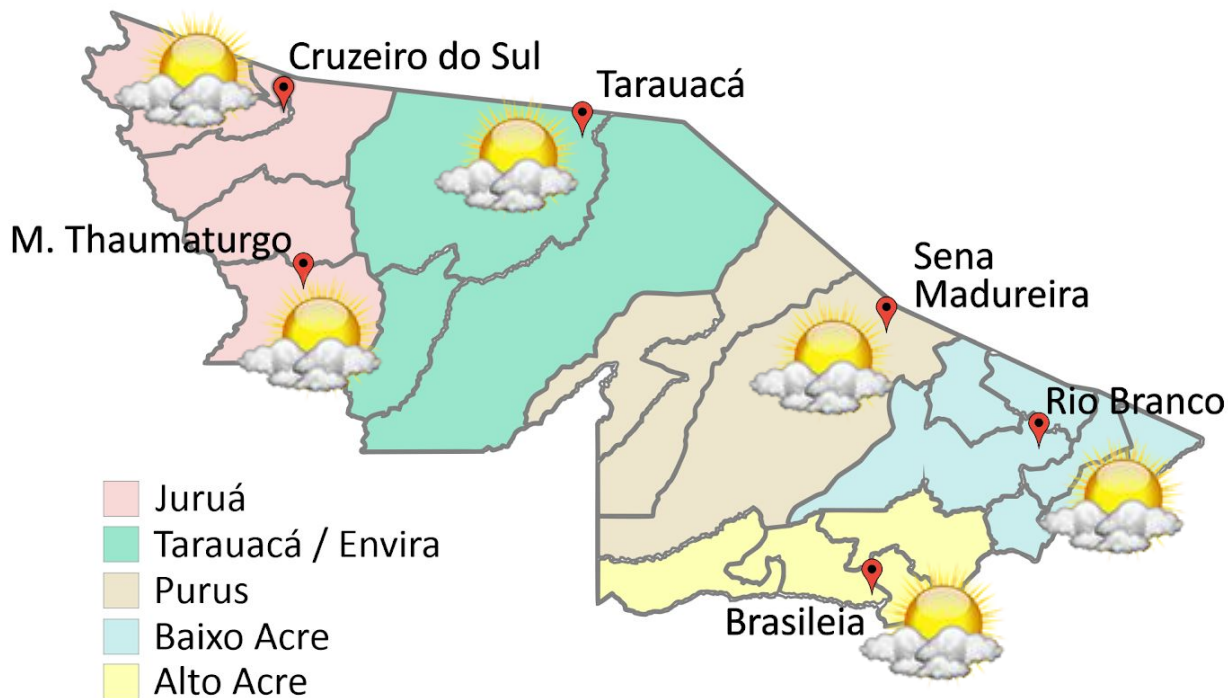 Cruzeiro do Sul
Tarauacá
M. Thaumaturgo
Sena
Madureira
Rio Branco
Brasileia
Juruá
Tarauacá / Envira
Purus
Baixo Acre
Alto Acre